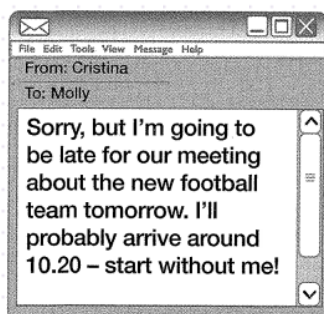 File Edit Tools View Message Help
From: Cristina
To: Molly
Sorry, but I'm going to
be late for our meeting
about the new football
team tomorrow. I'll
probably arrive around
10.20 – start without me!